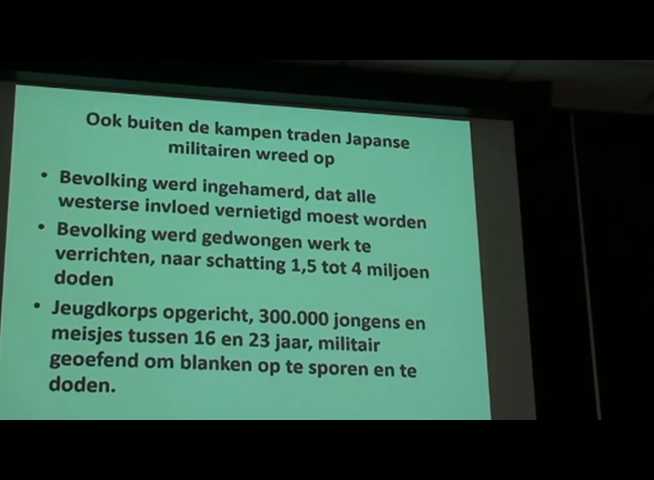 Ook buiten de kampen traden Japanse
militairen wreed op
• Bevolking werd ingehamerd, dat alle
westerse invloed vernietigd moest worden
• Bevolking werd gedwongen werk te
verrichten, naar schatting 1,5 tot 4 miljoen
doden
• Jeugdkorps opgericht, 300.000 jongens en
meisjes tussen 16 en 23 jaar, militair
geoefend om blanken op te sporen en te
doden.